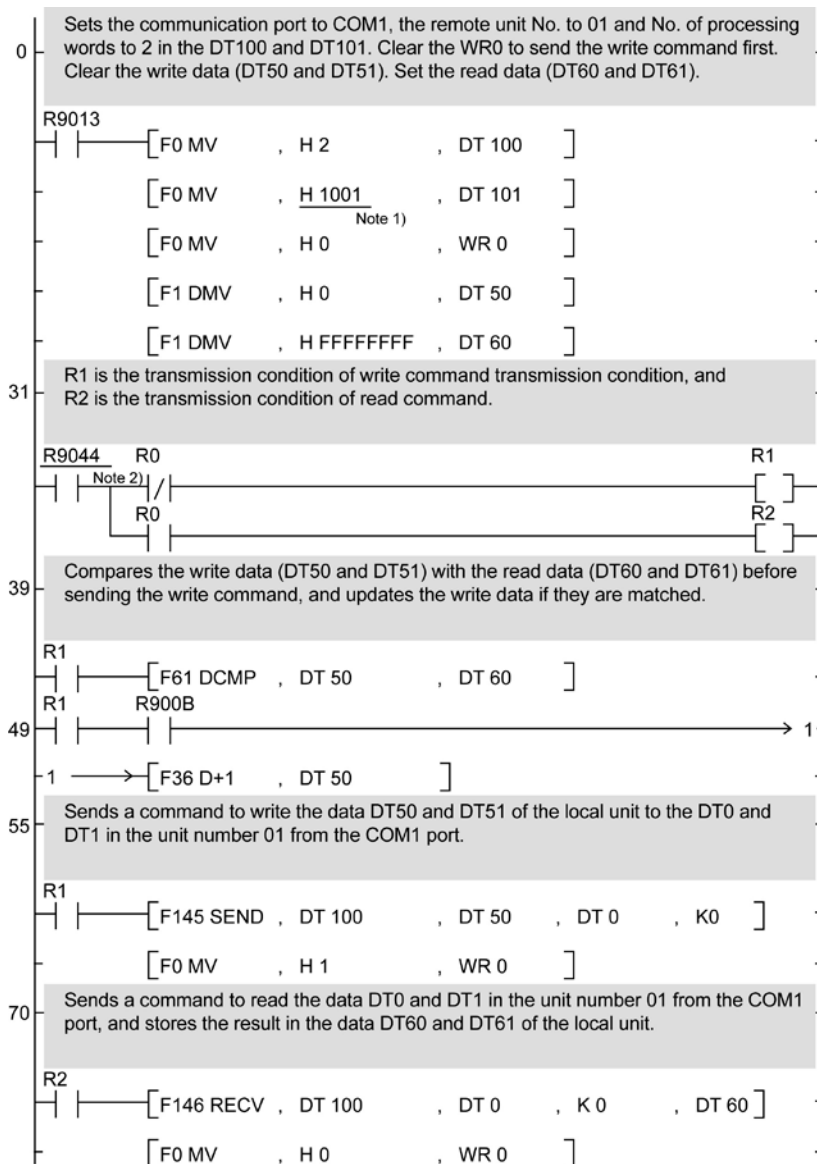 Sets the communication port to COM1, the remote unit No. to 01 and No. of processing
0 words to 2 in the DT100 and DT101. Clear the WR0 to send the write command first.
Clear the write data (DT50 and DT51). Set the read data (DT60 and DT61).
R9013
F0 MV , H 2 , DT 100
F0 MV , H 1001 , DT 101
Note 1)
F0 MV , H 0 , WR 0
F1 DMV , H 0 , DT 50
F1 DMV , H FFFFFFFF , DT 60
R1 is the transmission condition of write command transmission condition, and
31 R2 is the transmission condition of read command.
R9044 R0 R1
Note 2)
R0 R2
Compares the write data (DT50 and DT51) with the read data (DT60 and DT61) before
39 sending the write command, and updates the write data if they are matched.
R1
F61 DCMP , DT 50 , DT 60
R1 R900B
49 1
1 F36 D+1 , DT 50
Sends a command to write the data DT50 and DT51 of the local unit to the DT0 and
55 DT1 in the unit number 01 from the COM1 port.
R1
F145 SEND , DT 100 , DT 50 , DT 0 , K0
F0 MV , H 1 , WR 0
Sends a command to read the data DT0 and DT1 in the unit number 01 from the COM1
70 port, and stores the result in the data DT60 and DT61 of the local unit.
R2
F146 RECV , DT 100 , DT 0 , K 0 , DT 60
F0 MV , H 0 , WR 0